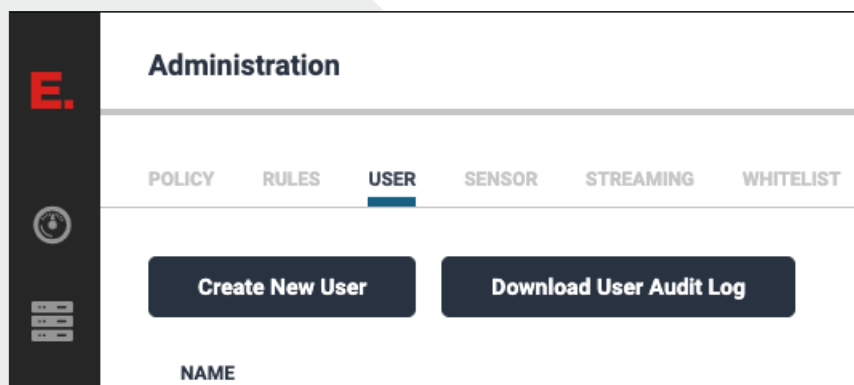 Administration
E.
POLICY RULES USER SENSOR STREAMING WHITELIST
Create New User Download User Audit Log
NAME